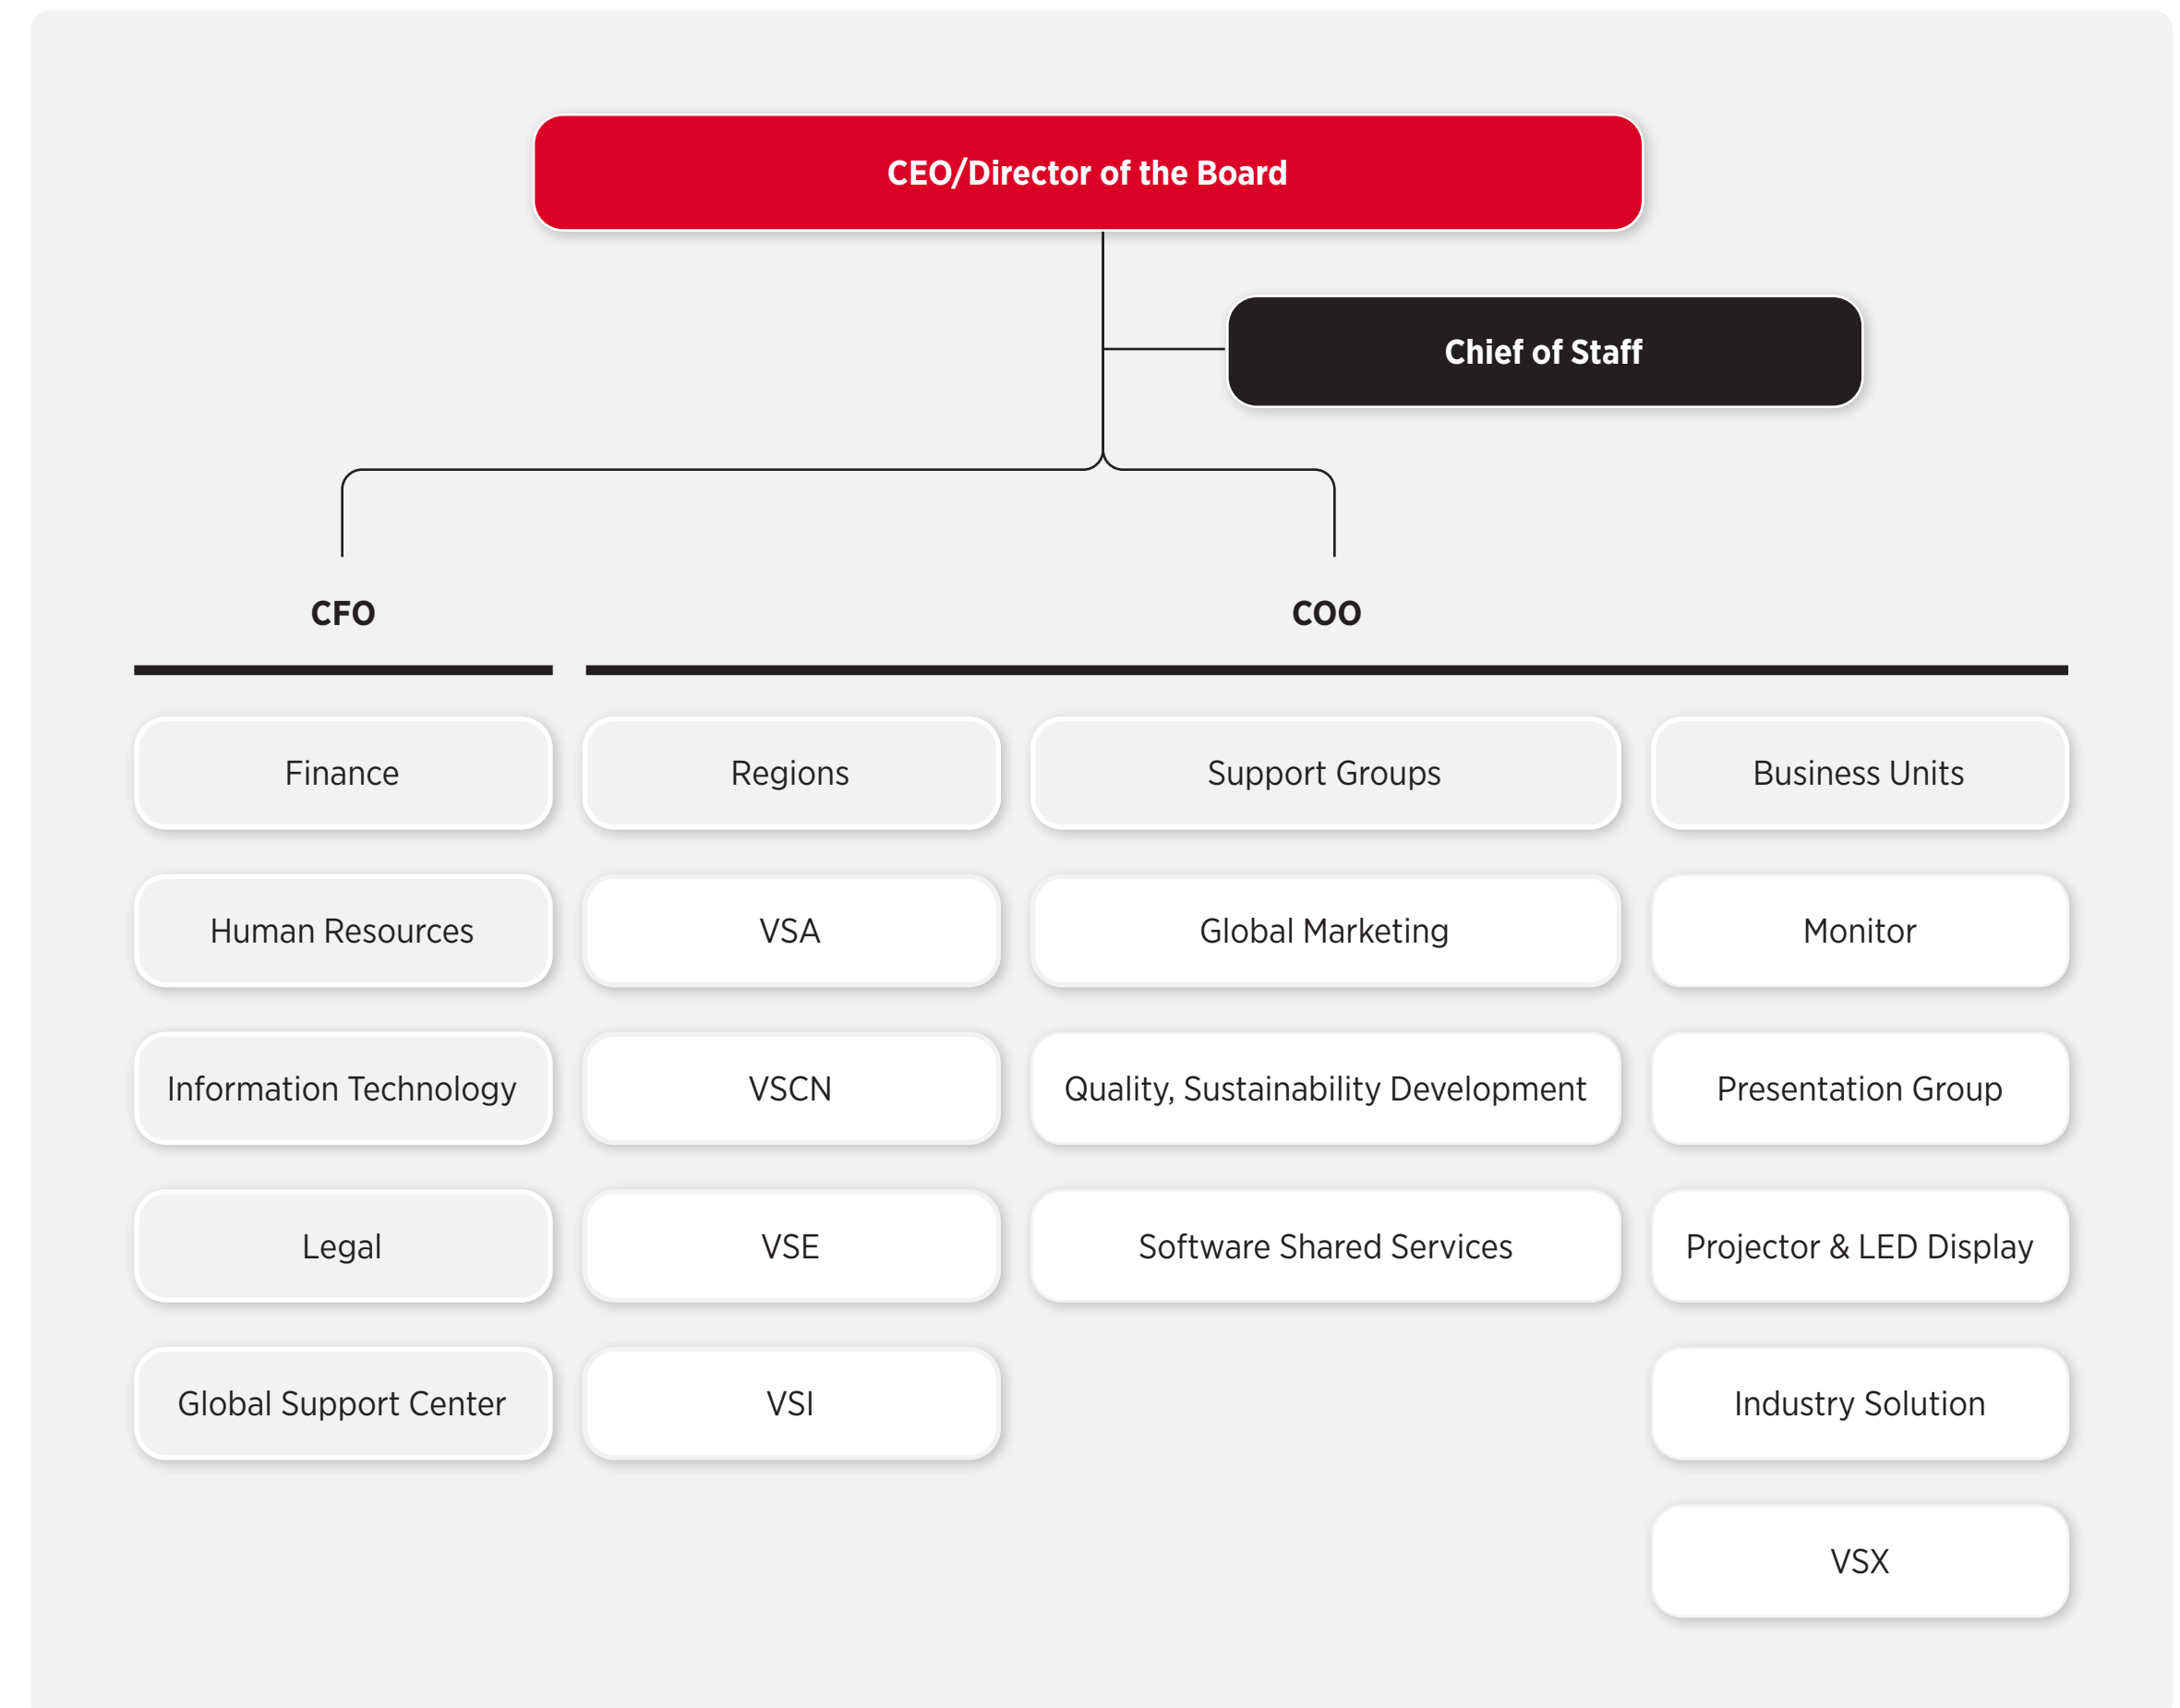 CEO/Director of the Board
Chief of Staff
CFO
COO
Finance
Regions
Support Groups
Business Units
Human Resources
VSA
Global Marketing
Monitor
Information Technology
VSCN
Quality, Sustainability Development
Presentation Group
Legal
VSE
Software Shared Services
Projector & LED Display
Global Support Center
VSI
Industry Solution
VSX